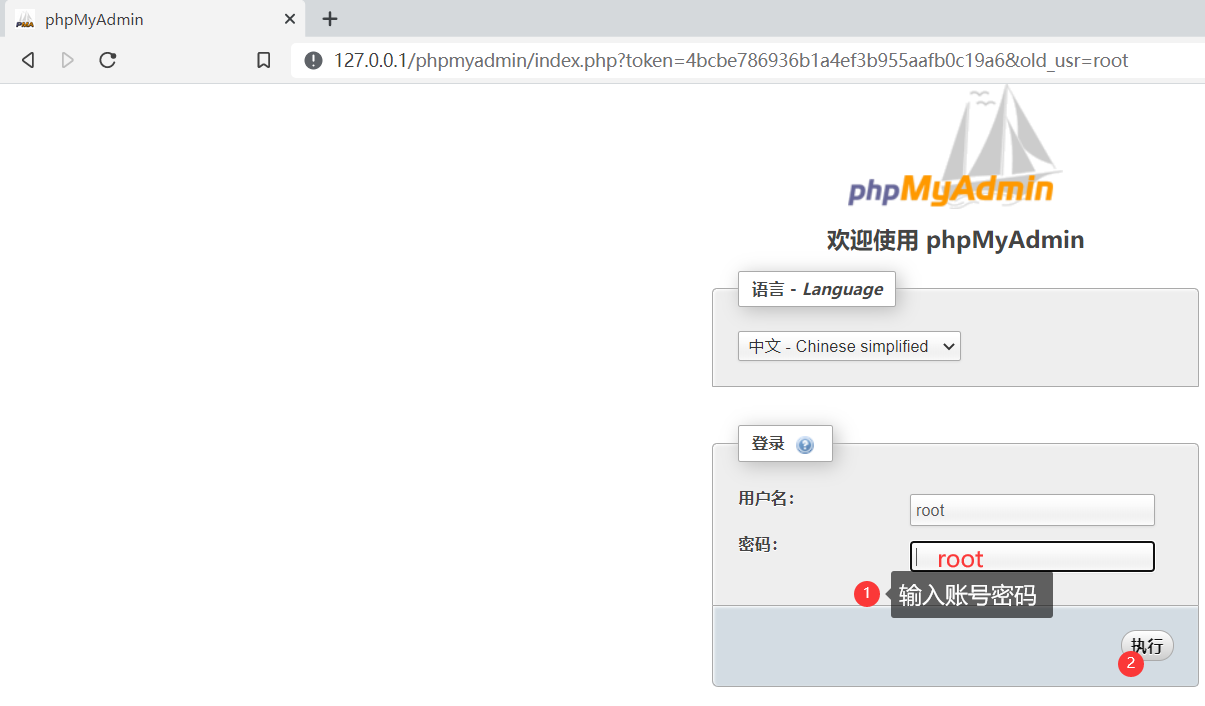 phpMyAdmin
127.0.0.1/phpmyadmin/index.php?token=4bcbe786936b1a4ef3b955aafb0c19a6&old_usr=root
phpMyAdmin
欢迎使用 phpMyAdmin
语言 - Language
中文 - Chinese simplified
登录
用户名：
root
密码：
root
1
输入账号密码
执行
2